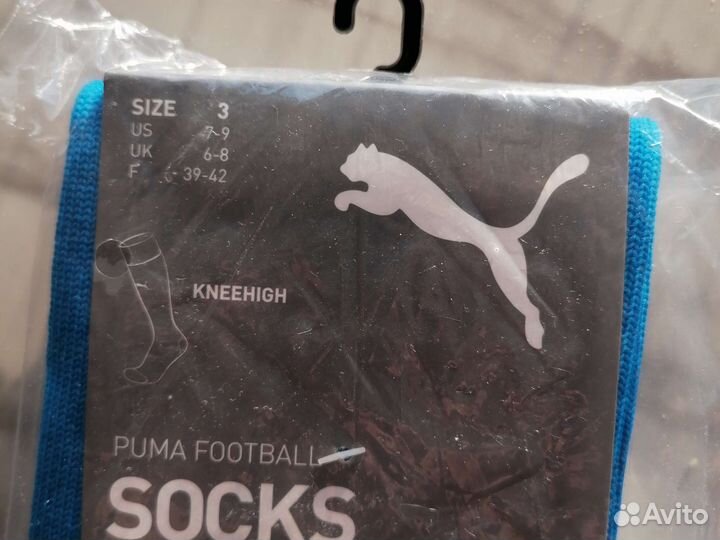 SIZE 3
US 7-9
UK 6-8
39-42
KNEEHIGH
PUMA FOOTBALL
SOCKS
Avito